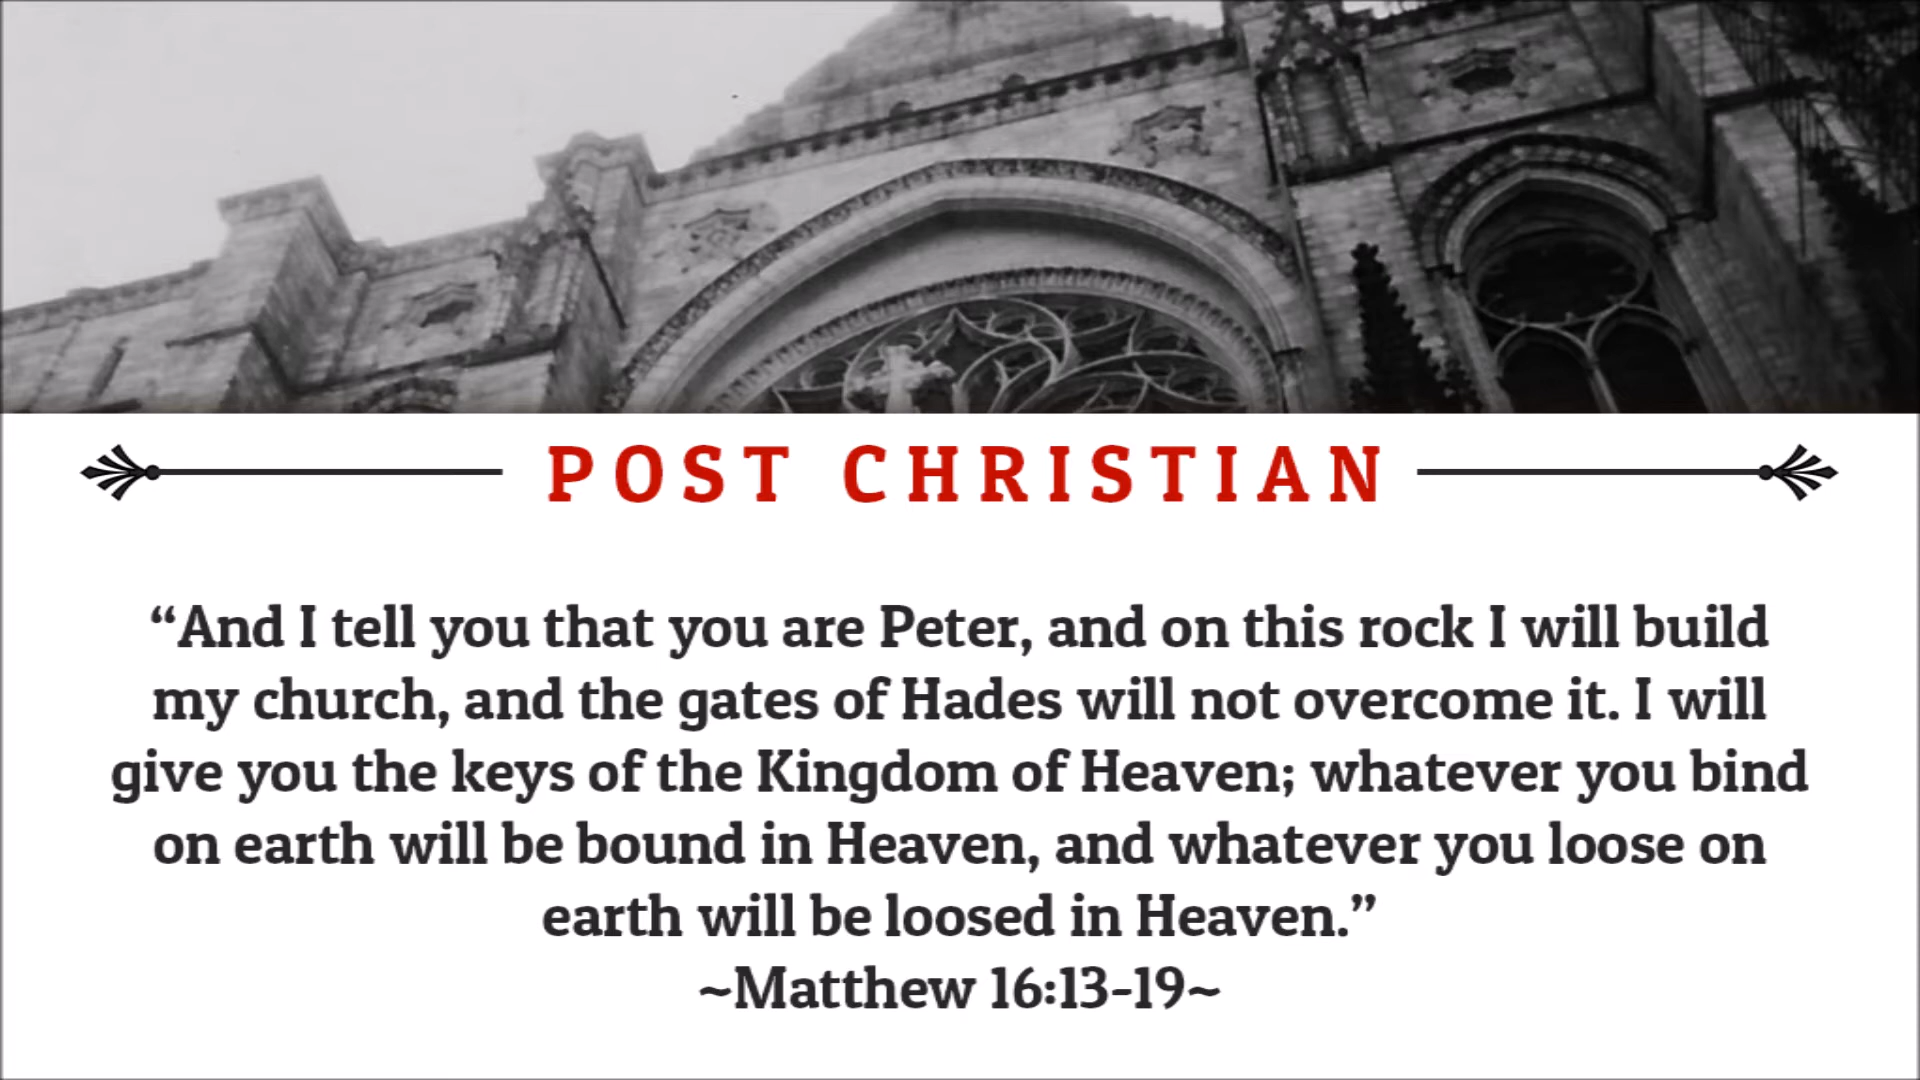 POST CHRISTIAN
“And I tell you that you are Peter, and on this rock I will build
my church, and the gates of Hades will not overcome it. I will
give you the keys of the Kingdom of Heaven; whatever you bind
on earth will be bound in Heaven, and whatever you loose on
earth will be loosed in Heaven.”
~Matthew 16:13-19~